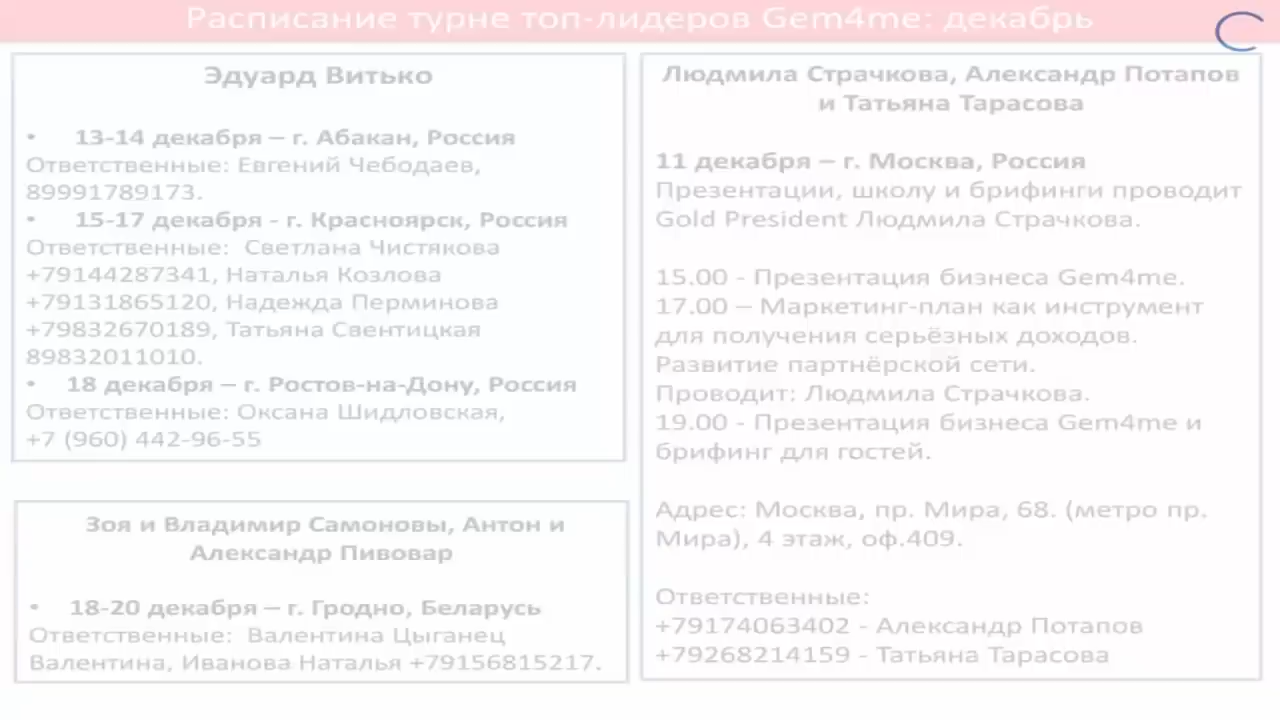 Расписание турне топ-лидеров Gem4me: декабрь
Эдуард Витько
• 13-14 декабря – г. Абакан, Россия
Ответственные: Евгений Чебодаев,
89991789173.
• 15-17 декабря - г. Красноярск, Россия
Ответственные: Светлана Чистякова
+79144287341, Наталья Козлова
+79131865120, Надежда Перминова
+79832670189, Татьяна Свентицкая
89832011010.
• 18 декабря – г. Ростов-на-Дону, Россия
Ответственные: Оксана Шидловская,
+7 (960) 442-96-55
Зоя и Владимир Самоновы, Антон и
Александр Пивовар
• 18-20 декабря – г. Гродно, Беларусь
Ответственные: Валентина Цыганец
Валентина, Иванова Наталья +79156815217.
Людмила Страчкова, Александр Потапов
и Татьяна Тарасова
11 декабря – г. Москва, Россия
Презентации, школу и брифинги проводит
Gold President Людмила Страчкова.
15.00 - Презентация бизнеса Gem4me.
17.00 – Маркетинг-план как инструмент
для получения серьёзных доходов.
Развитие партнёрской сети.
Проводит: Людмила Страчкова.
19.00 - Презентация бизнеса Gem4me и
брифинг для гостей.
Адрес: Москва, пр. Мира, 68. (метро пр.
Мира), 4 этаж, оф.409.
Ответственные:
+79174063402 - Александр Потапов
+79268214159 - Татьяна Тарасова